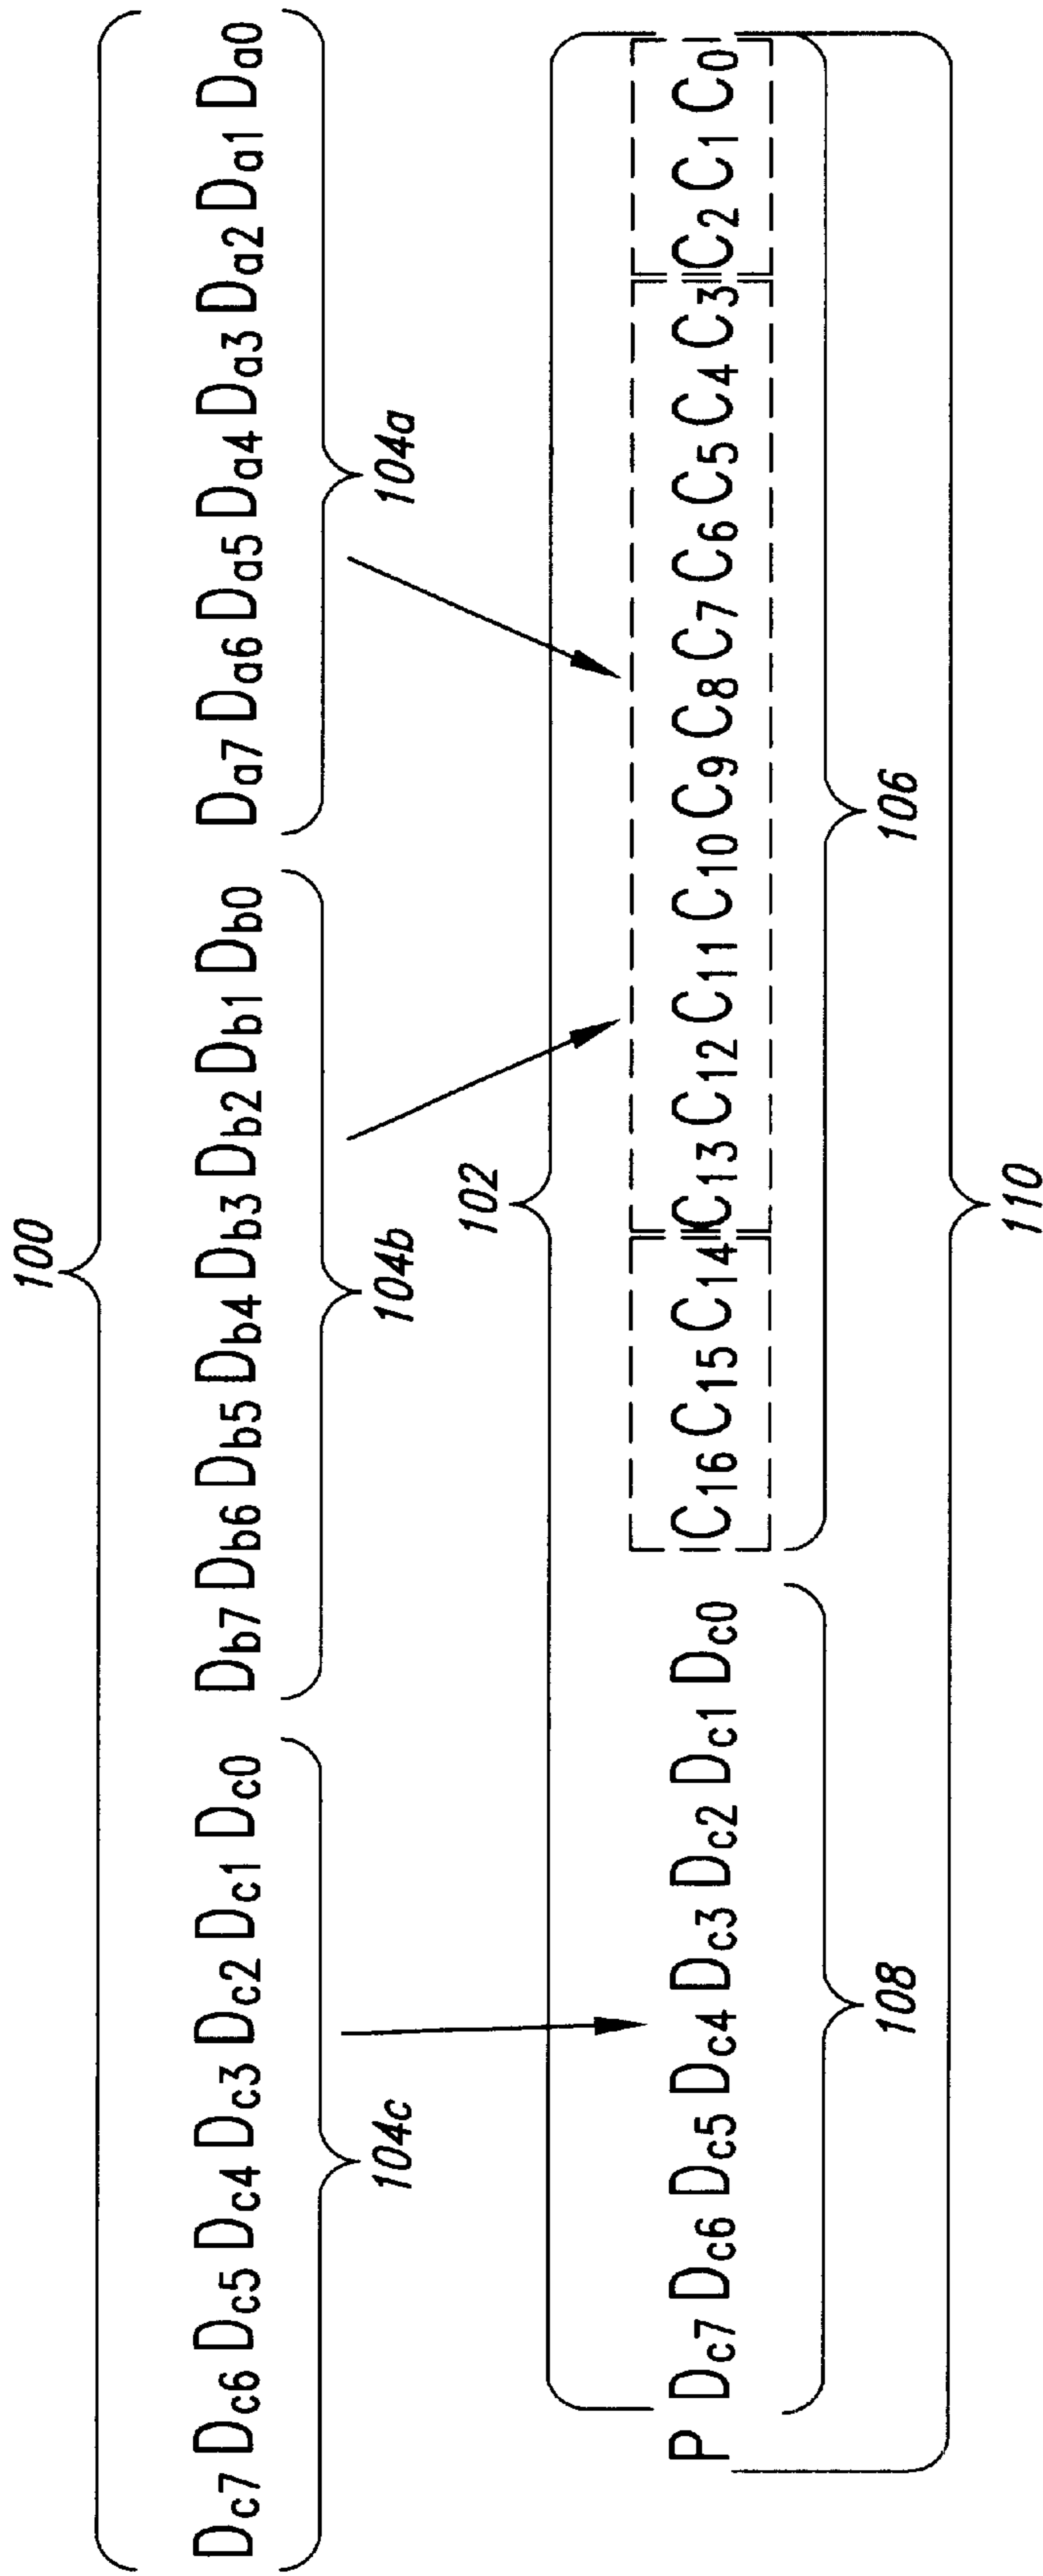 100
Dc7 Dc6 Dc5 Dc4 Dc3 Dc2 Dc1 Dc0 Db7 Db6 Db5 Db4 Db3 Db2 Db1 Db0 Da7 Da6 Da5 Da4 Da3 Da2 Da1 Da0
104c 104b 104a
102
P Dc7 Dc6 Dc5 Dc4 Dc3 Dc2 Dc1 Dc0 C16 C15 C14 C13 C12 C11 C10 C9 C8 C7 C6 C5 C4 C3 C2 C1 C0
108 106
110